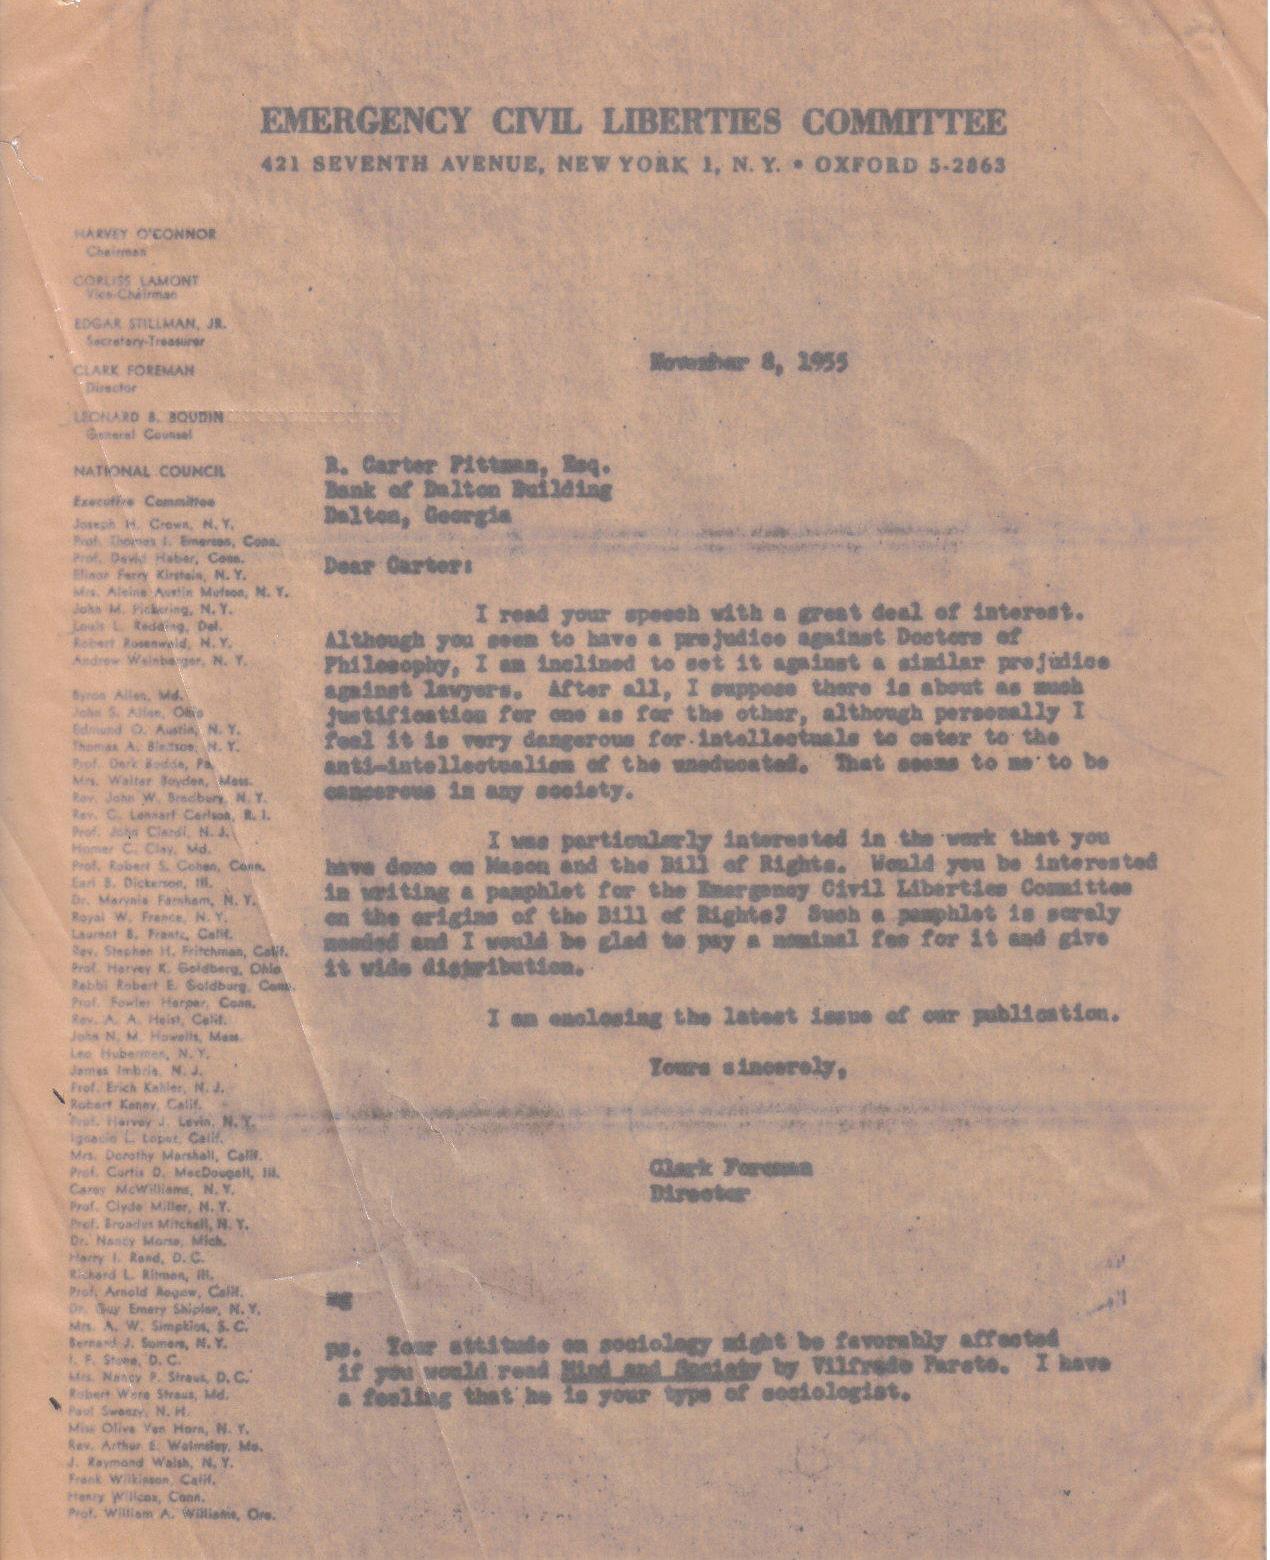 EMERGENCY CIVIL LIBERTIES COMMITTEE
421 SEVENTH AVENUE, NEW YORK 1, N. Y. • OXFORD 5-2863
HARVEY O'CONNOR
Chairman
CORLISS LAMONT
Vice-Chairman
EDGAR STILLMAN, JR.
Secretary-Treasurer
CLARK FOREMAN
Director
LEONARD B. BOUDIN
General Counsel
NATIONAL COUNCIL
Executive Committee
Joseph H. Crown, N. Y.
Prof. Thomas I. Emerson, Conn.
Prof. David Haber, Conn.
Elinor Ferry Kirstein, N. Y.
Mrs. Aleine Austin Mufson, N. Y.
John M. Pickering, N. Y.
Louis L. Redding, Del.
Robert Rosenwald, N. Y.
Andrew Weinberger, N. Y.
Byron Allen, Md.
John S. Allen, Ohio
Edmund O. Austin, N. Y.
Thomas A. Bledsoe, N. Y.
Prof. Derk Bodde, Pa.
Mrs. Walter Boyden, Mass.
Rev. John W. Bradbury, N. Y.
Rev. C. Lennart Carlson, R. I.
Prof. John Ciardi, N. J.
Homer C. Clay, Md.
Prof. Robert S. Cohen, Conn.
Earl B. Dickerson, Ill.
Dr. Marynia Farnham, N. Y.
Royal W. France, N. Y.
Laurent B. Frantz, Calif.
Rev. Stephen H. Fritchman, Calif.
Prof. Harvey K. Goldberg, Ohio
Rabbi Robert E. Goldburg, Conn.
Prof. Fowler Harper, Conn.
Rev. A. A. Heist, Calif.
John N. M. Howells, Mass.
Leo Huberman, N. Y.
James Imbrie, N. J.
Prof. Erich Kahler, N. J.
Robert Kenny, Calif.
Prof. Harvey J. Levin, N. Y.
Ignacio L. Lopez, Calif.
Mrs. Dorothy Marshall, Calif.
Prof. Curtis D. MacDougall, Ill.
Carey McWilliams, N. Y.
Prof. Clyde Miller, N. Y.
Prof. Broadus Mitchell, N. Y.
Dr. Nancy Morse, Mich.
Harry I. Rand, D. C.
Richard L. Ritman, Ill.
Prof. Arnold Rogow, Calif.
Dr. Guy Emery Shipler, N. Y.
Mrs. A. W. Simpkins, S. C.
Bernard J. Somers, N. Y.
I. F. Stone, D. C.
Mrs. Nancy P. Straus, D. C.
Robert Ware Straus, Md.
Paul Sweezy, N. H.
Miss Olive Van Horn, N. Y.
Rev. Arthur E. Walmsley, Mo.
J. Raymond Walsh, N. Y.
Frank Wilkinson, Calif.
Henry Willcox, Conn.
Prof. William A. Williams, Ore.
November 8, 1955
R. Carter Pittman, Esq.
Bank of Dalton Building
Dalton, Georgia
Dear Carter:
I read your speech with a great deal of interest.
Although you seem to have a prejudice against Doctors of
Philosophy, I am inclined to set it against a similar prejudice
against lawyers. After all, I suppose there is about as much
justification for one as for the other, although personally I
feel it is very dangerous for intellectuals to cater to the
anti-intellectualism of the uneducated. That seems to me to be
cancerous in any society.
I was particularly interested in the work that you
have done on Mason and the Bill of Rights. Would you be interested
in writing a pamphlet for the Emergency Civil Liberties Committee
on the origins of the Bill of Rights? Such a pamphlet is sorely
needed and I would be glad to pay a nominal fee for it and give
it wide distribution.
I am enclosing the latest issue of our publication.
Yours sincerely,
Clark Foreman
Director
ps. Your attitude on sociology might be favorably affected
if you would read Mind and Society by Vilfredo Pareto. I have
a feeling that he is your type of sociologist.